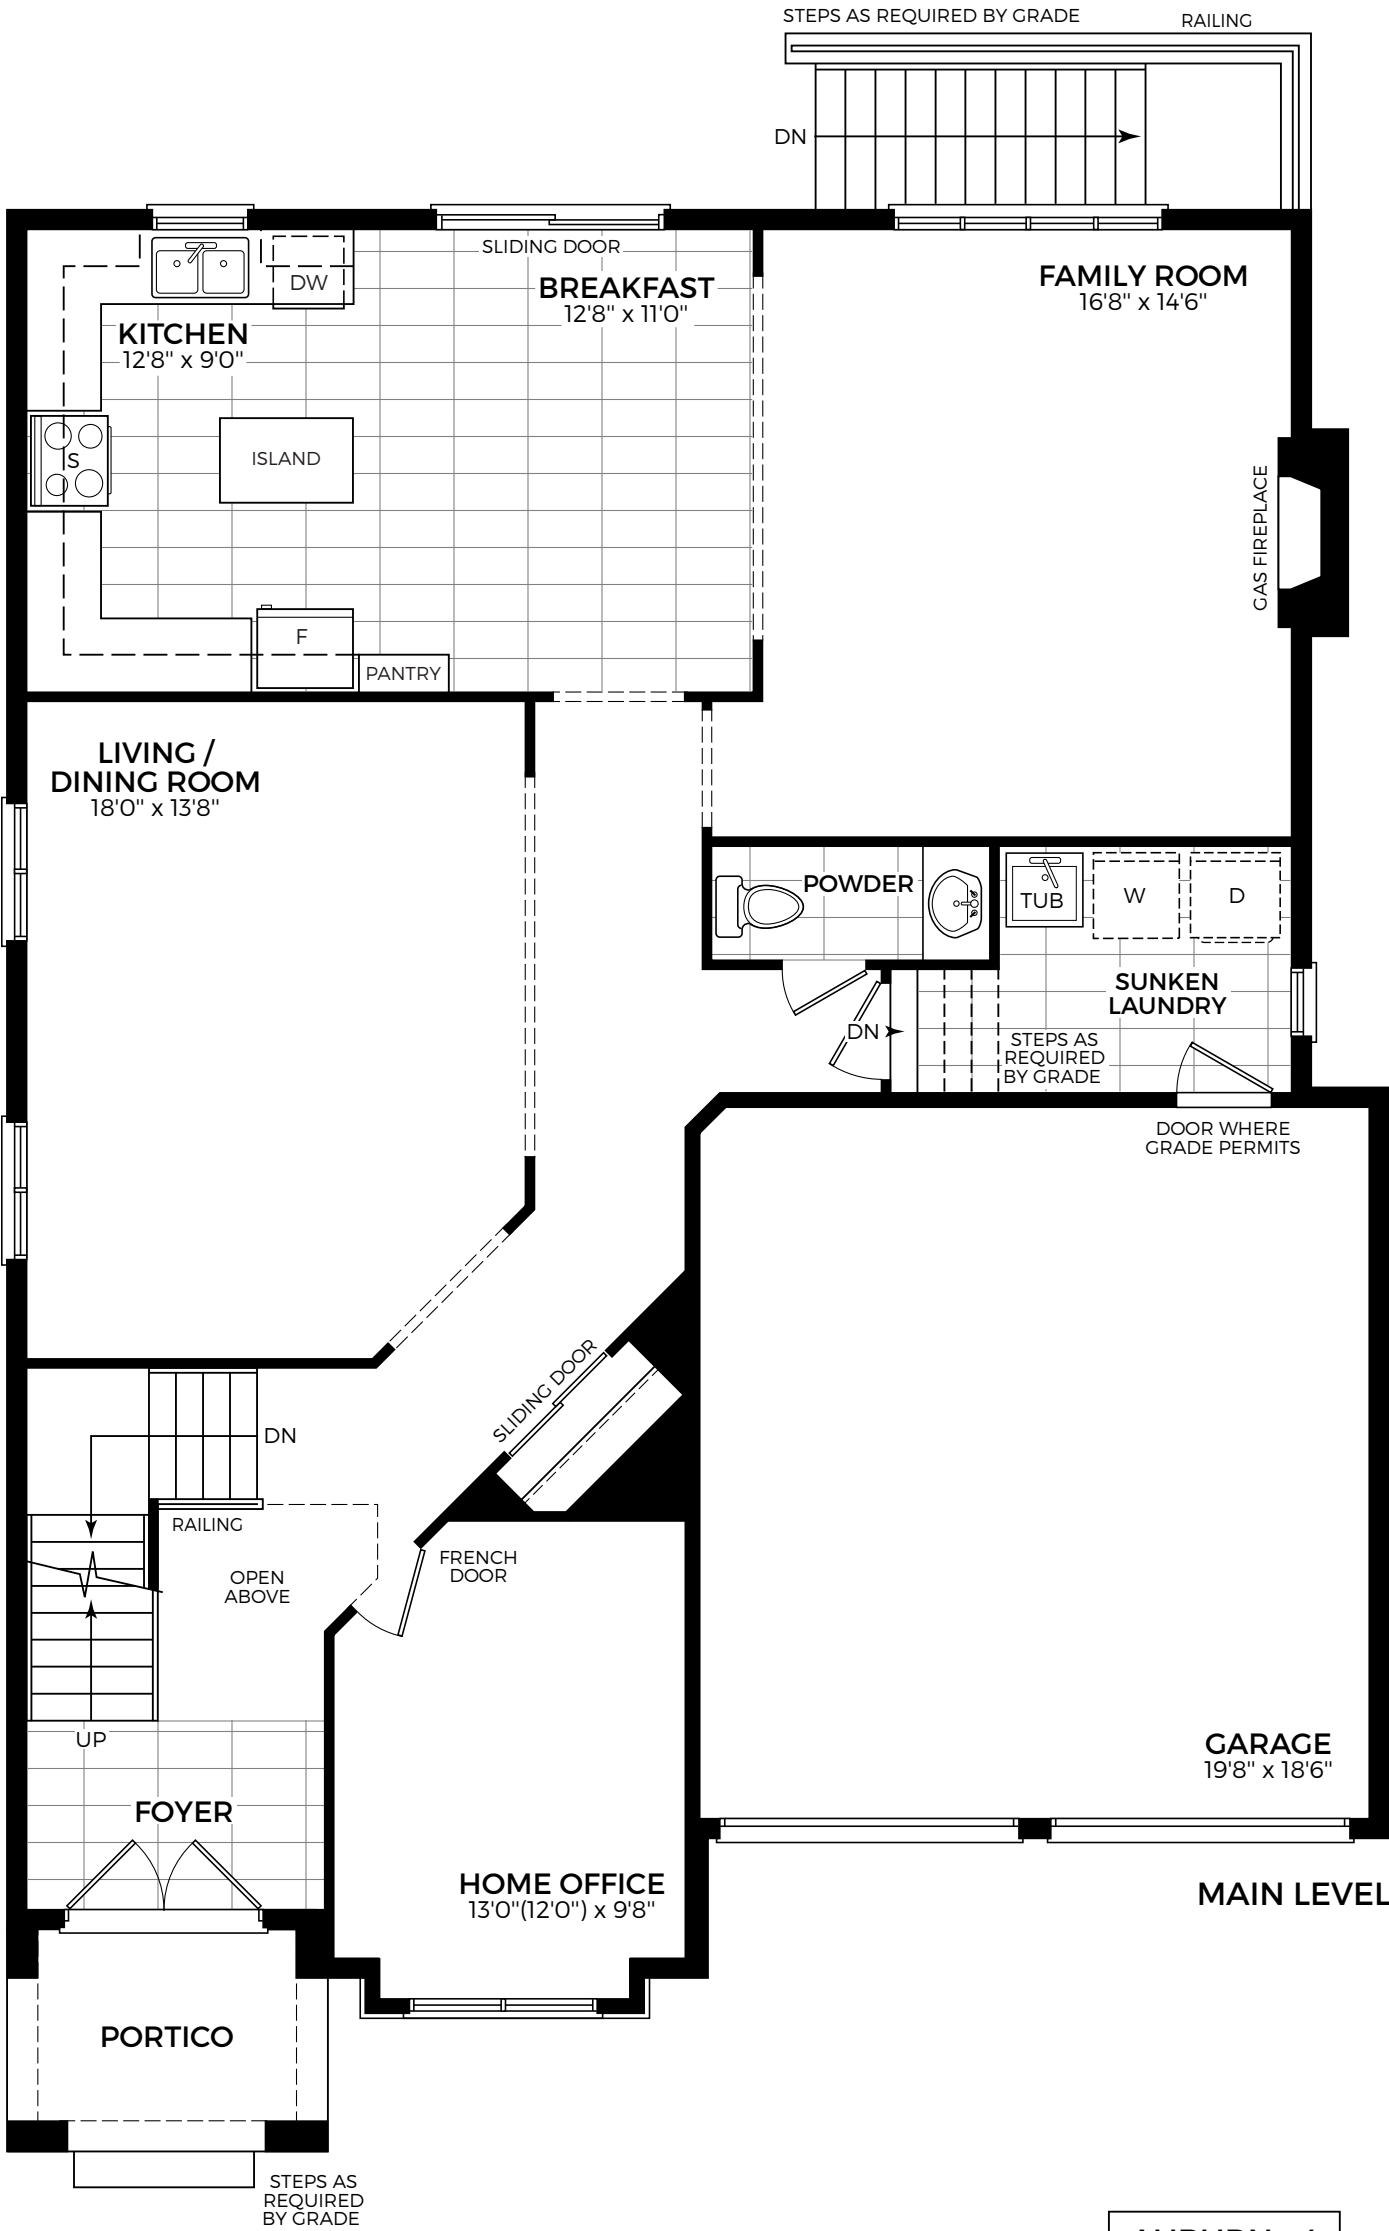 STEPS AS REQUIRED BY GRADE
RAILING
DN
SLIDING DOOR
BREAKFAST
12'8" x 11'0"
FAMILY ROOM
16'8" x 14'6"
DW
KITCHEN
12'8" x 9'0"
S
ISLAND
GAS FIREPLACE
F
PANTRY
LIVING /
DINING ROOM
18'0" x 13'8"
POWDER
TUB
W
D
SUNKEN
LAUNDRY
DN
STEPS AS
REQUIRED
BY GRADE
DOOR WHERE
GRADE PERMITS
SLIDING DOOR
DN
RAILING
OPEN
ABOVE
FRENCH
DOOR
UP
FOYER
GARAGE
19'8" x 18'6"
HOME OFFICE
13'0"(12'0") x 9'8"
MAIN LEVEL
PORTICO
STEPS AS
REQUIRED
BY GRADE